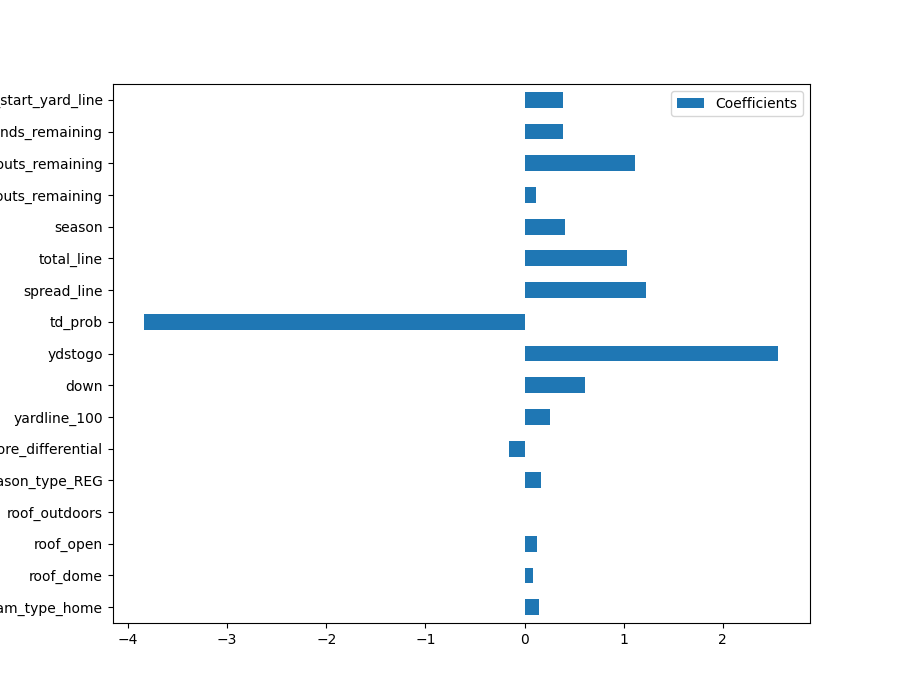 _start_yard_line
Coefficients
nds_remaining
outs_remaining
outs_remaining
season
total_line
spread_line
td_prob
ydstogo
down
yardline_100
ore_differential
ason_type_REG
roof_outdoors
roof_open
roof_dome
am_type_home
−4 −3 −2 −1 0 1 2